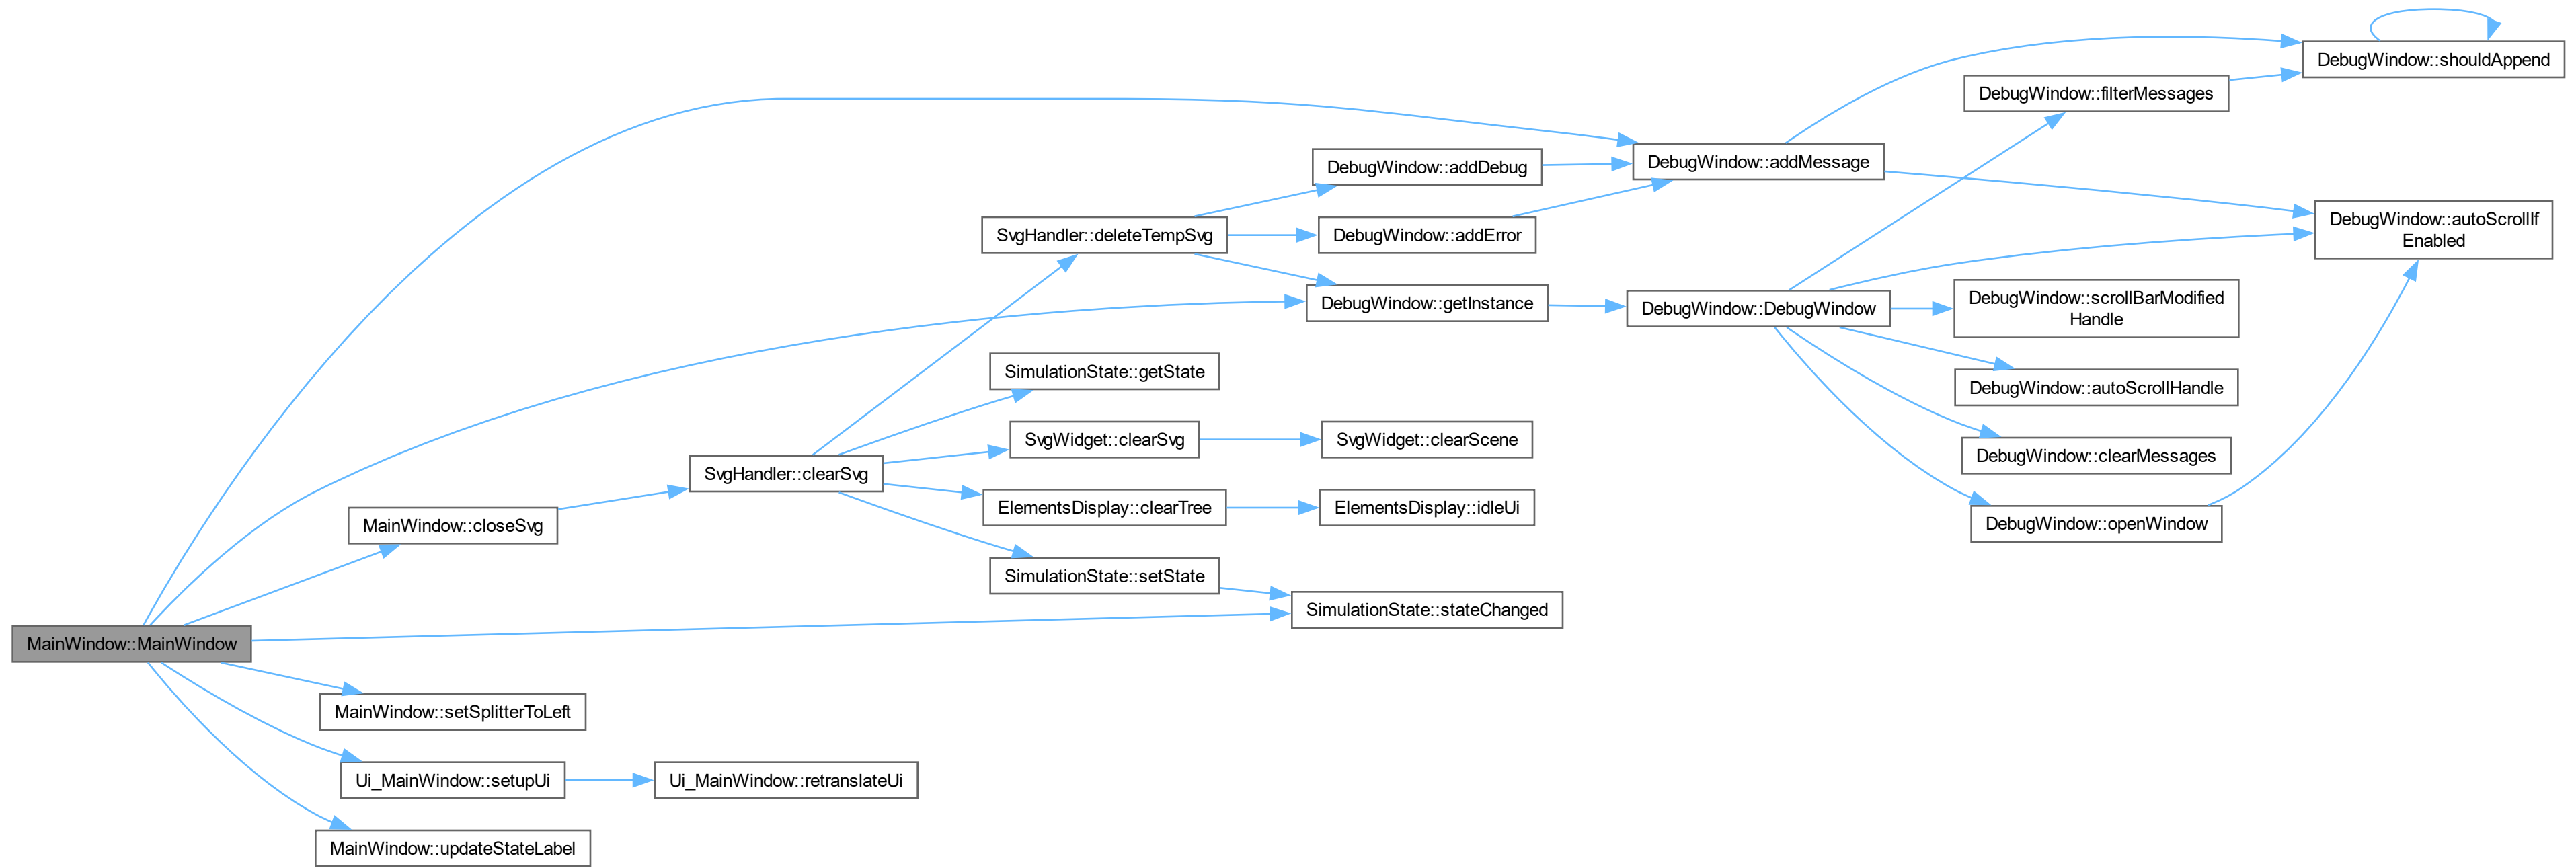 MainWindow::MainWindow
MainWindow::closeSvg
MainWindow::setSplitterToLeft
Ui_MainWindow::setupUi
MainWindow::updateStateLabel
SvgHandler::clearSvg
Ui_MainWindow::retranslateUi
SvgHandler::deleteTempSvg
SimulationState::getState
SvgWidget::clearSvg
ElementsDisplay::clearTree
SimulationState::setState
DebugWindow::addDebug
DebugWindow::addError
DebugWindow::getInstance
SvgWidget::clearScene
ElementsDisplay::idleUi
SimulationState::stateChanged
DebugWindow::addMessage
DebugWindow::DebugWindow
DebugWindow::filterMessages
DebugWindow::scrollBarModified
Handle
DebugWindow::autoScrollHandle
DebugWindow::clearMessages
DebugWindow::openWindow
DebugWindow::shouldAppend
DebugWindow::autoScrollIf
Enabled